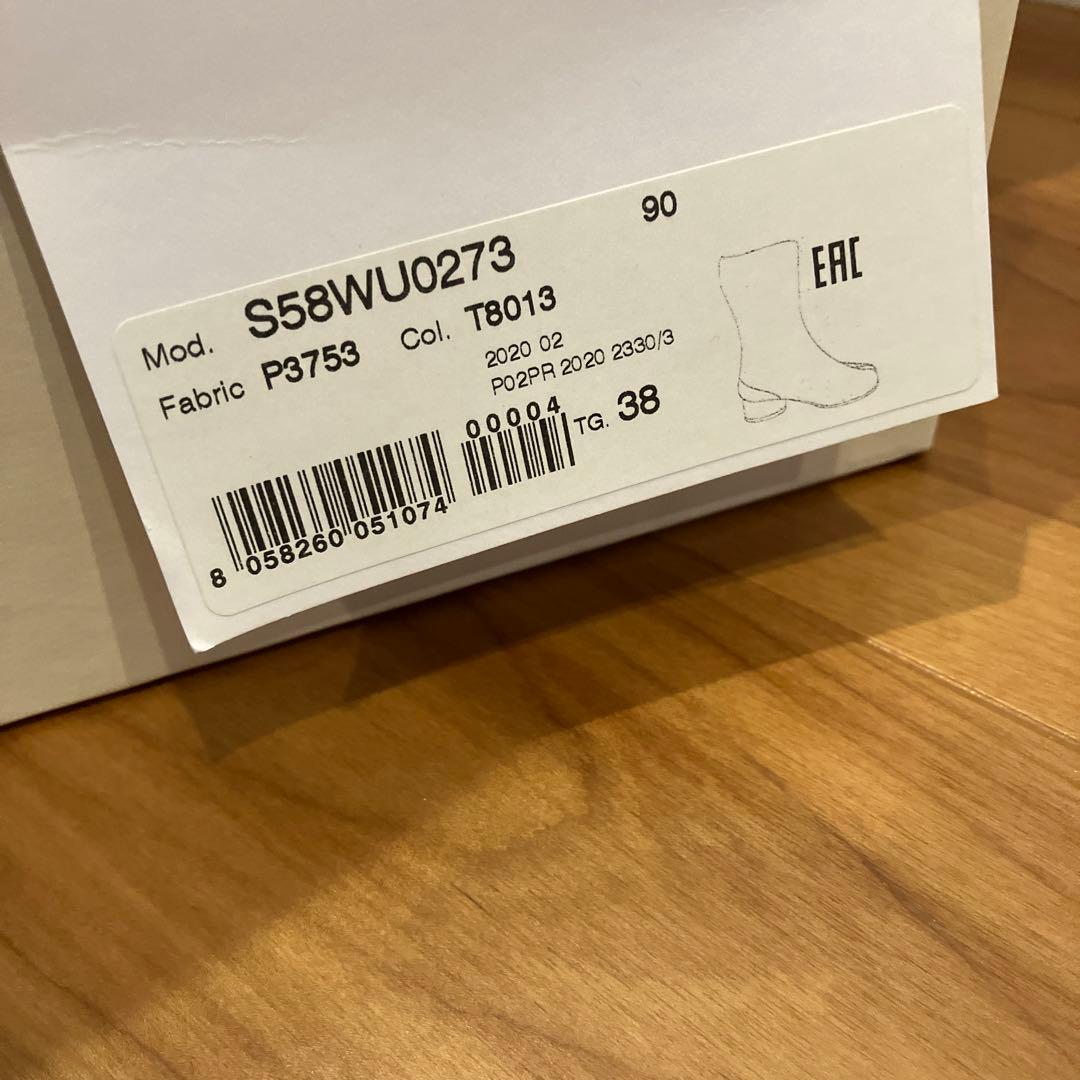 90
Mod. S58WU0273
EAC
Fabric P3753 Col. T8013
2020 02
P02PR 2020 2330/3
00004
TG. 38
8 058260 051074